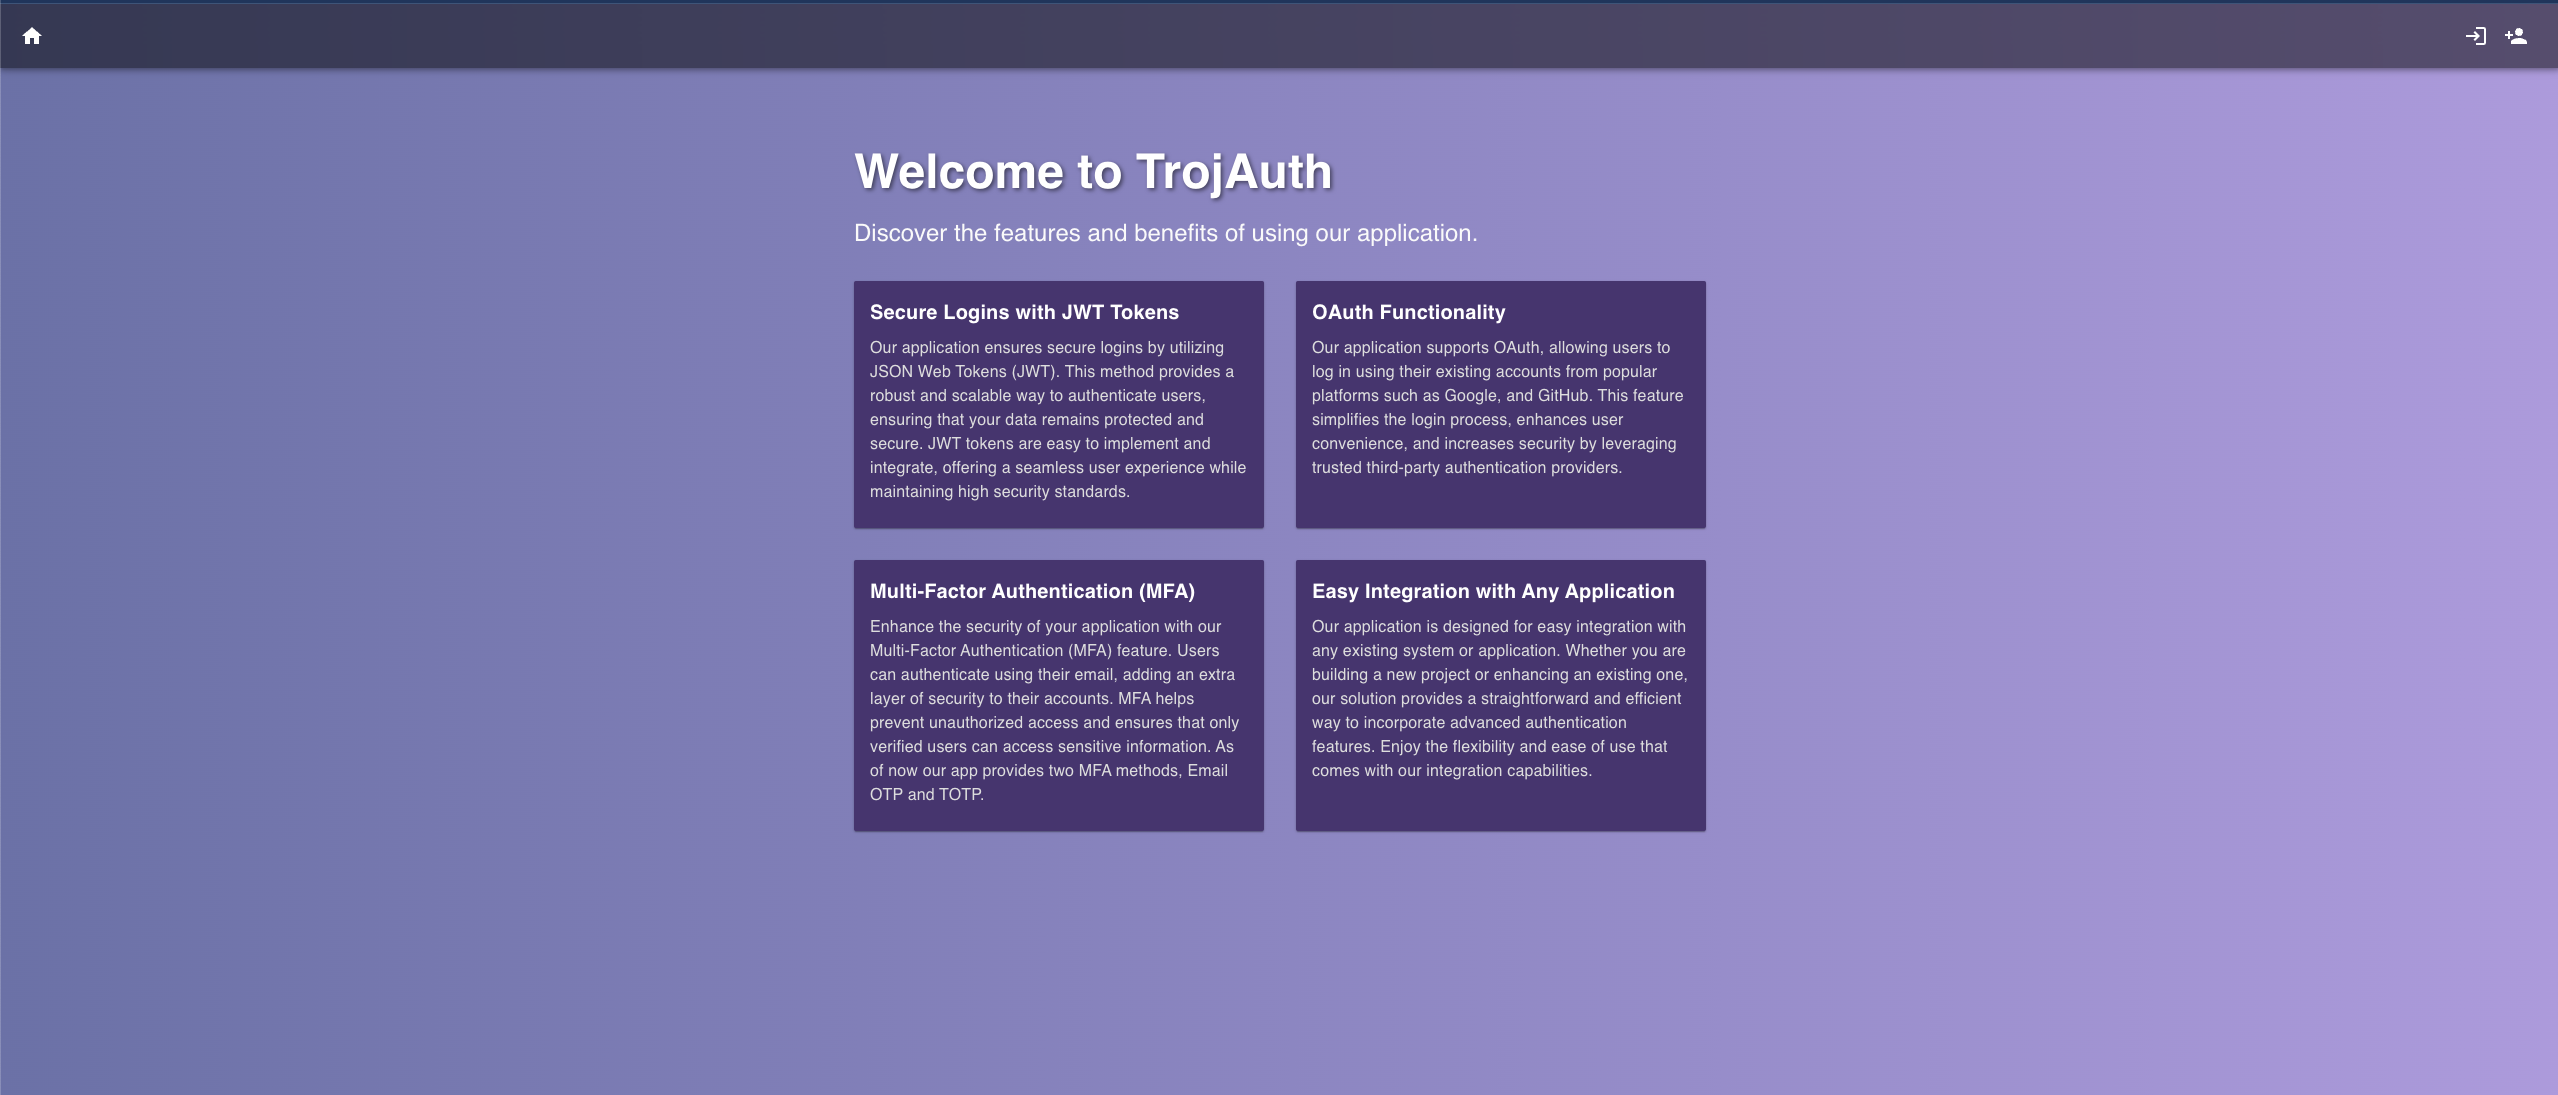 Welcome to TrojAuth
Discover the features and benefits of using our application.
Secure Logins with JWT Tokens
Our application ensures secure logins by utilizing
JSON Web Tokens (JWT). This method provides a
robust and scalable way to authenticate users,
ensuring that your data remains protected and
secure. JWT tokens are easy to implement and
integrate, offering a seamless user experience while
maintaining high security standards.
OAuth Functionality
Our application supports OAuth, allowing users to
log in using their existing accounts from popular
platforms such as Google, and GitHub. This feature
simplifies the login process, enhances user
convenience, and increases security by leveraging
trusted third-party authentication providers.
Multi-Factor Authentication (MFA)
Enhance the security of your application with our
Multi-Factor Authentication (MFA) feature. Users
can authenticate using their email, adding an extra
layer of security to their accounts. MFA helps
prevent unauthorized access and ensures that only
verified users can access sensitive information. As
of now our app provides two MFA methods, Email
OTP and TOTP.
Easy Integration with Any Application
Our application is designed for easy integration with
any existing system or application. Whether you are
building a new project or enhancing an existing one,
our solution provides a straightforward and efficient
way to incorporate advanced authentication
features. Enjoy the flexibility and ease of use that
comes with our integration capabilities.